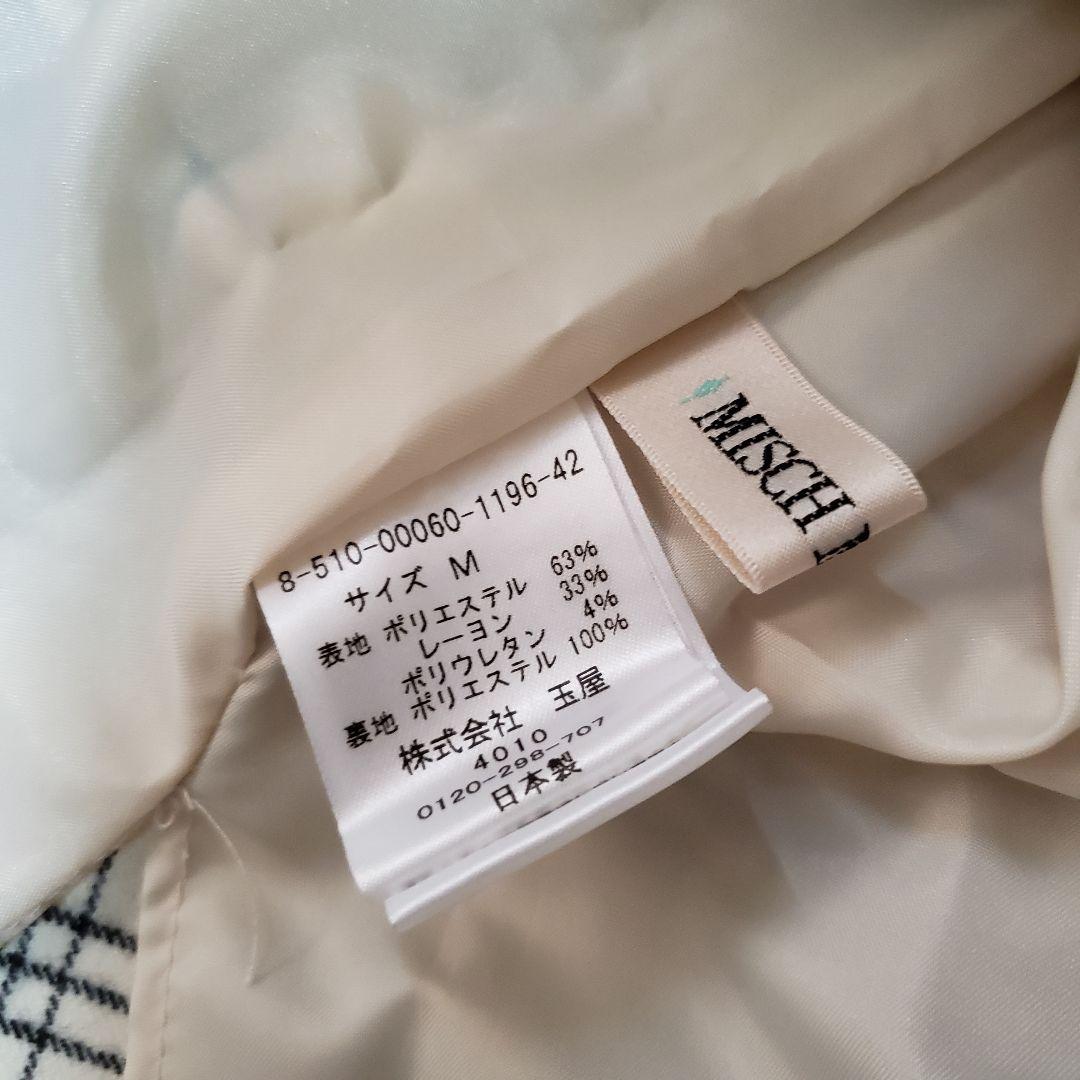 8-510-00060-1196-42
サイズ M
表地 ポリエステル 63%
レーヨン 33%
ポリウレタン 4%
裏地 ポリエステル 100%
株式会社 玉屋
4010
0120-298-707
日本製
MISCH